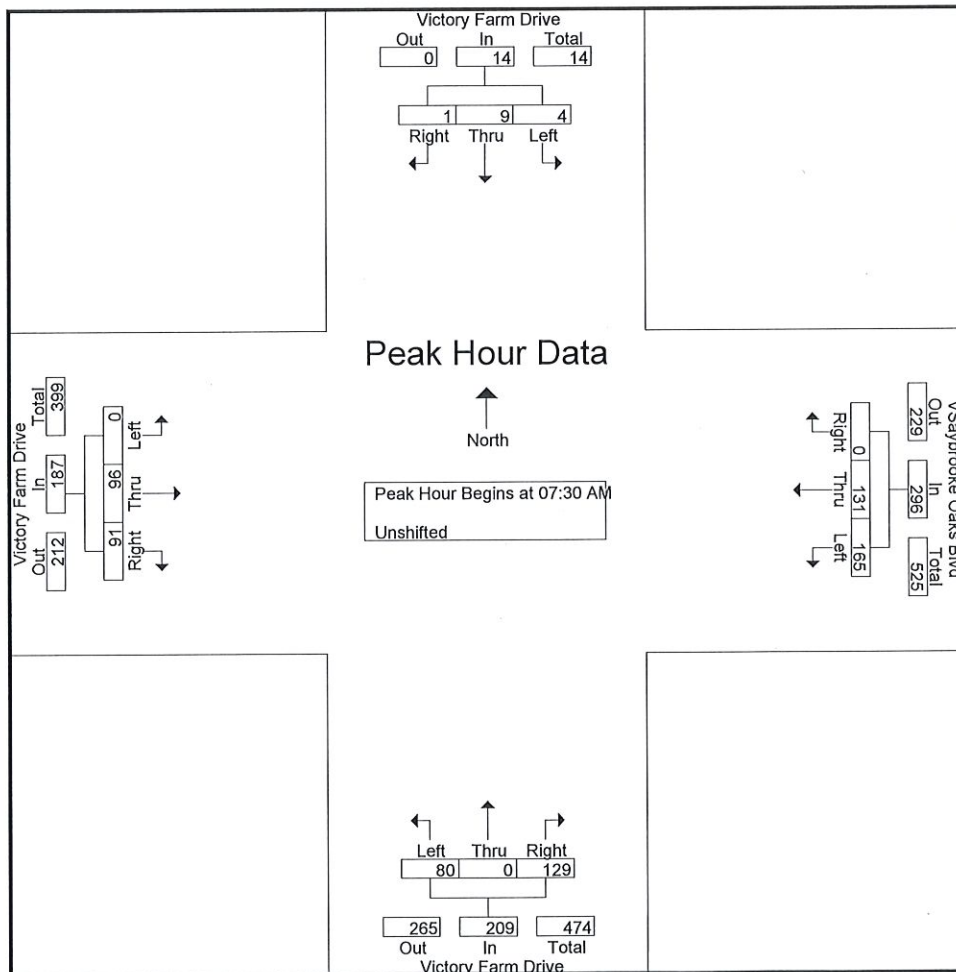 Victory Farm Drive
Out In Total
0 14 14
1 9 4
Right Thru Left
Peak Hour Data
North
Peak Hour Begins at 07:30 AM
Unshifted
Victory Farm Drive
Out In Total
212 187 399
0 96 91
Left Thru Right
VSaybrooke Oaks Blvd
Out In Total
229 296 525
Right Thru Left
0 131 165
Left Thru Right
80 0 129
265 209 474
Out In Total
Victory Farm Drive